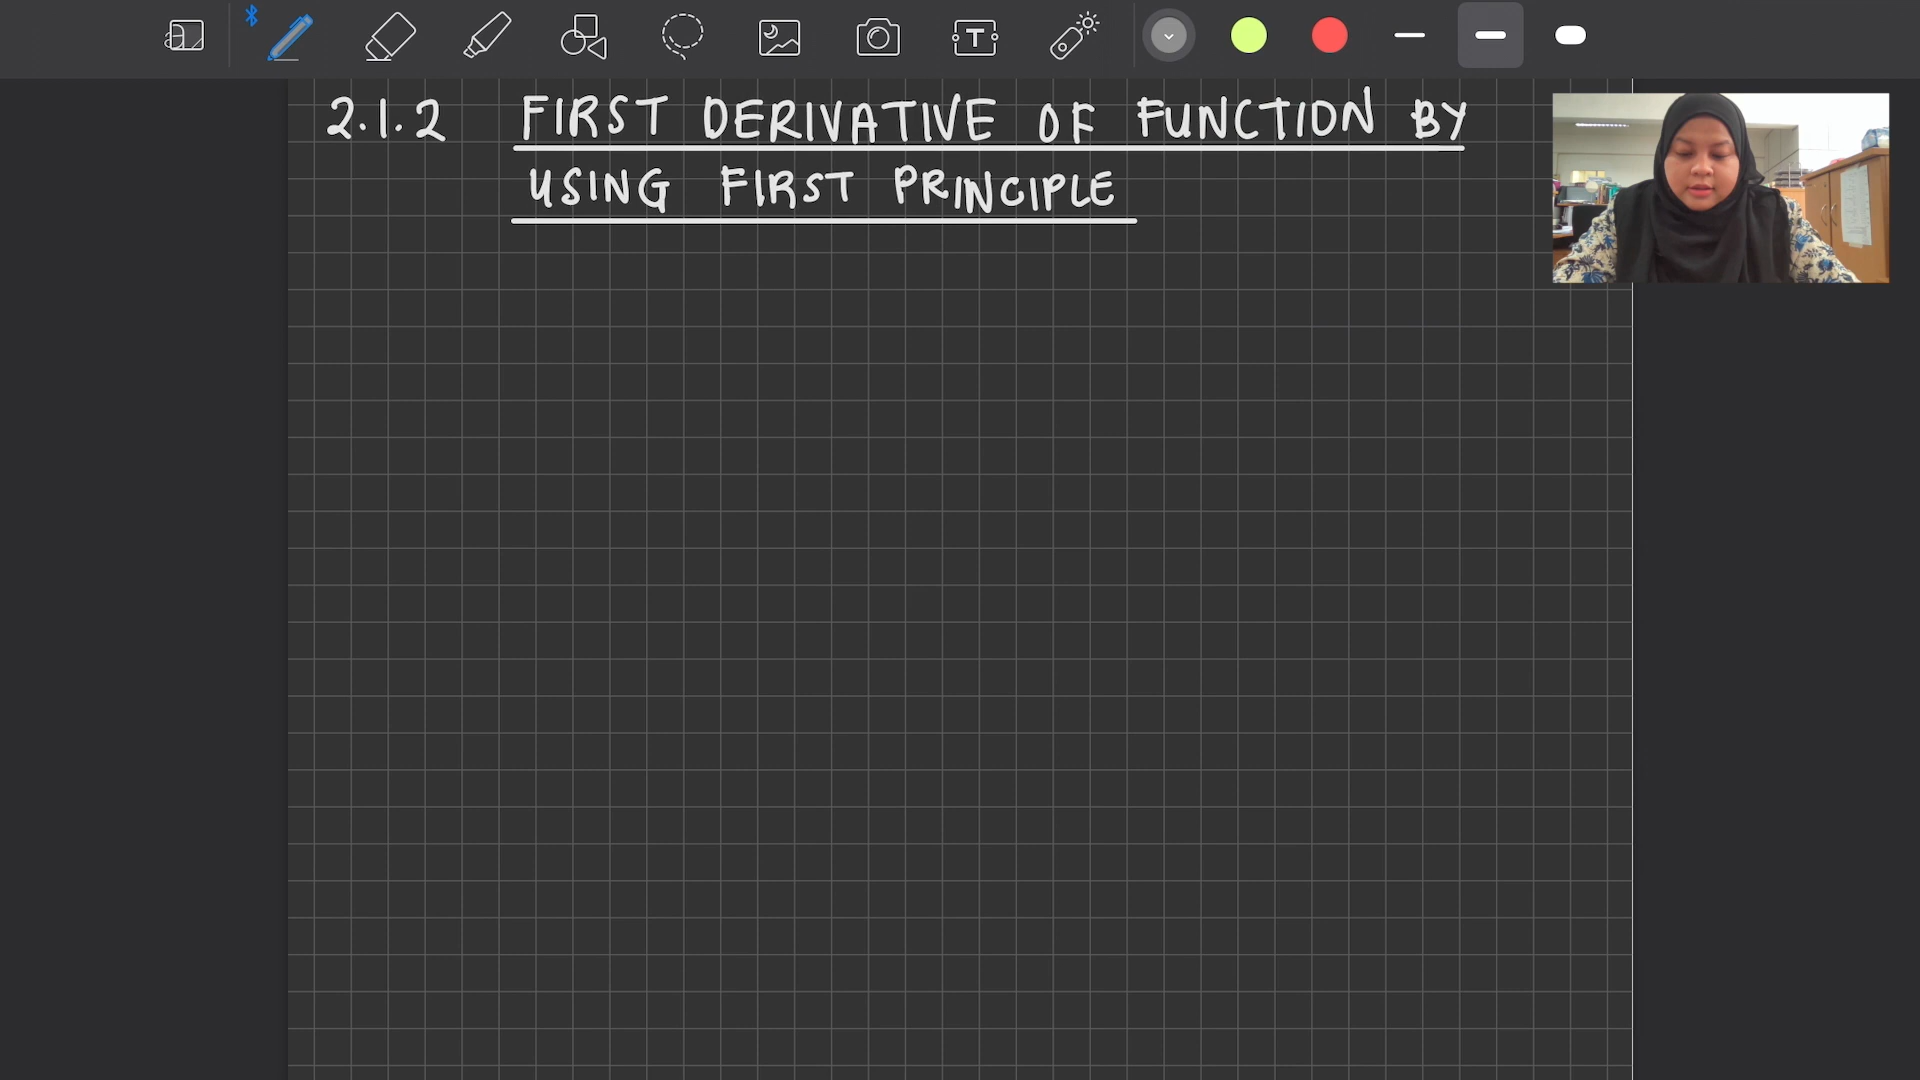 2.1.2 FIRST DERIVATIVE OF FUNCTION BY
USING FIRST PRINCIPLE